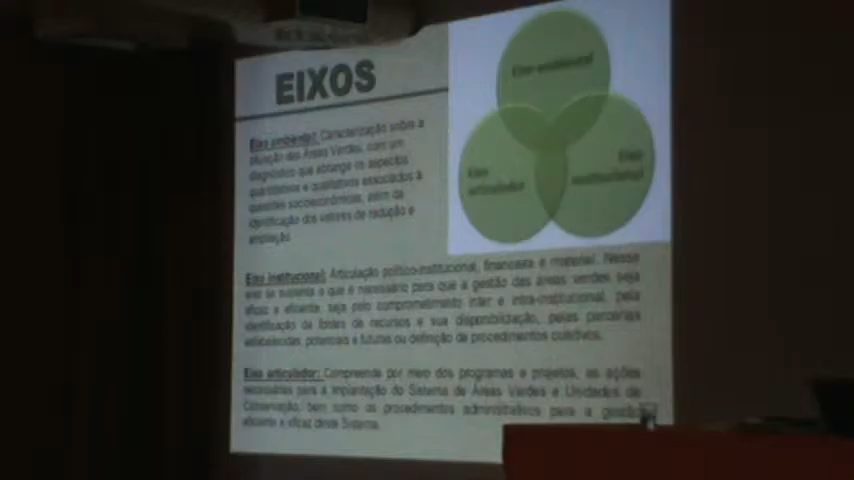 EIXOS
Eixo ambiental: Caracterização sobre a
situação das Áreas Verdes, com um
diagnóstico que abrange os aspectos
quantitativos e qualitativos associados à
questões socioeconômicas, além da
identificação dos vetores de redução e
ampliação.
Eixo ambiental
Eixo
articulador
Eixo
institucional
Eixo institucional: Articulação político-institucional, financeira e material. Nesse
eixo se sustenta o que é necessário para que a gestão das áreas verdes seja
eficaz e eficiente, seja pelo comprometimento inter e intra-institucional, pela
identificação de fontes de recursos e sua disponibilização, pelas parcerias
estabelecidas, potenciais e futuras ou definição de procedimentos coletivos.
Eixo articulador: Compreende por meio dos programas e projetos, as ações
necessárias para a implantação do Sistema de Áreas Verdes e Unidades de
Conservação, bem como os procedimentos administrativos para a gestão
eficiente e eficaz deste Sistema.